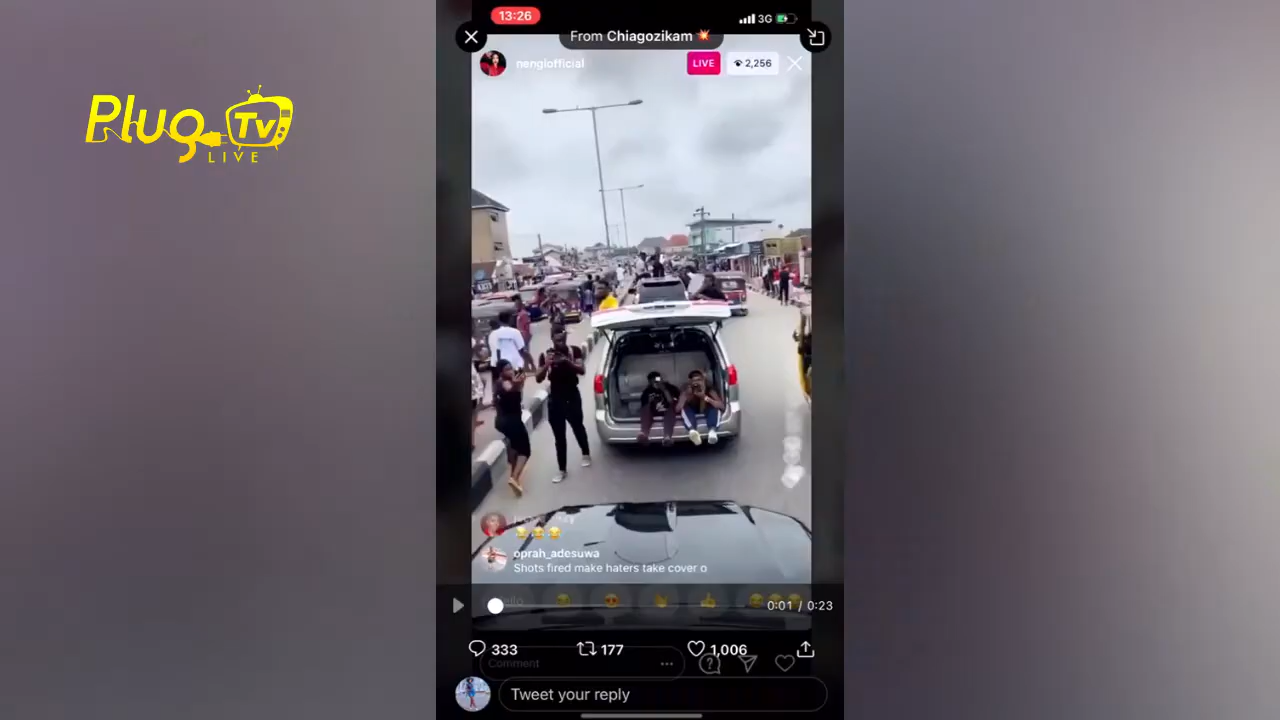 Plug Tv
LIVE
13:26
3G
From Chiagozikam
nengiofficial
LIVE
2,256
oprah_adesuwa
Shots fired make haters take cover o
0:01 / 0:23
333
177
1,006
Comment
Tweet your reply